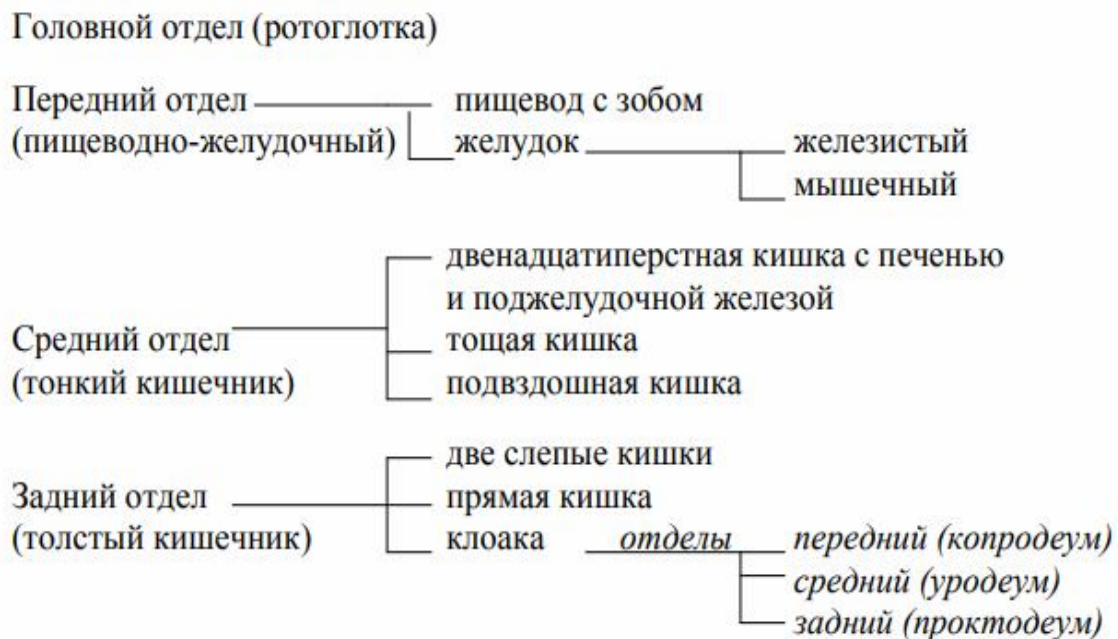 Головной отдел (ротоглотка)
Передний отдел пищевод с зобом
(пищеводно-желудочный) желудок железистый
мышечный
двенадцатиперстная кишка с печенью
и поджелудочной железой
Средний отдел тощая кишка
(тонкий кишечник) подвздошная кишка
две слепые кишки
Задний отдел прямая кишка
(толстый кишечник) клоака отделы передний (копродеум)
средний (уродеум)
задний (проктодеум)